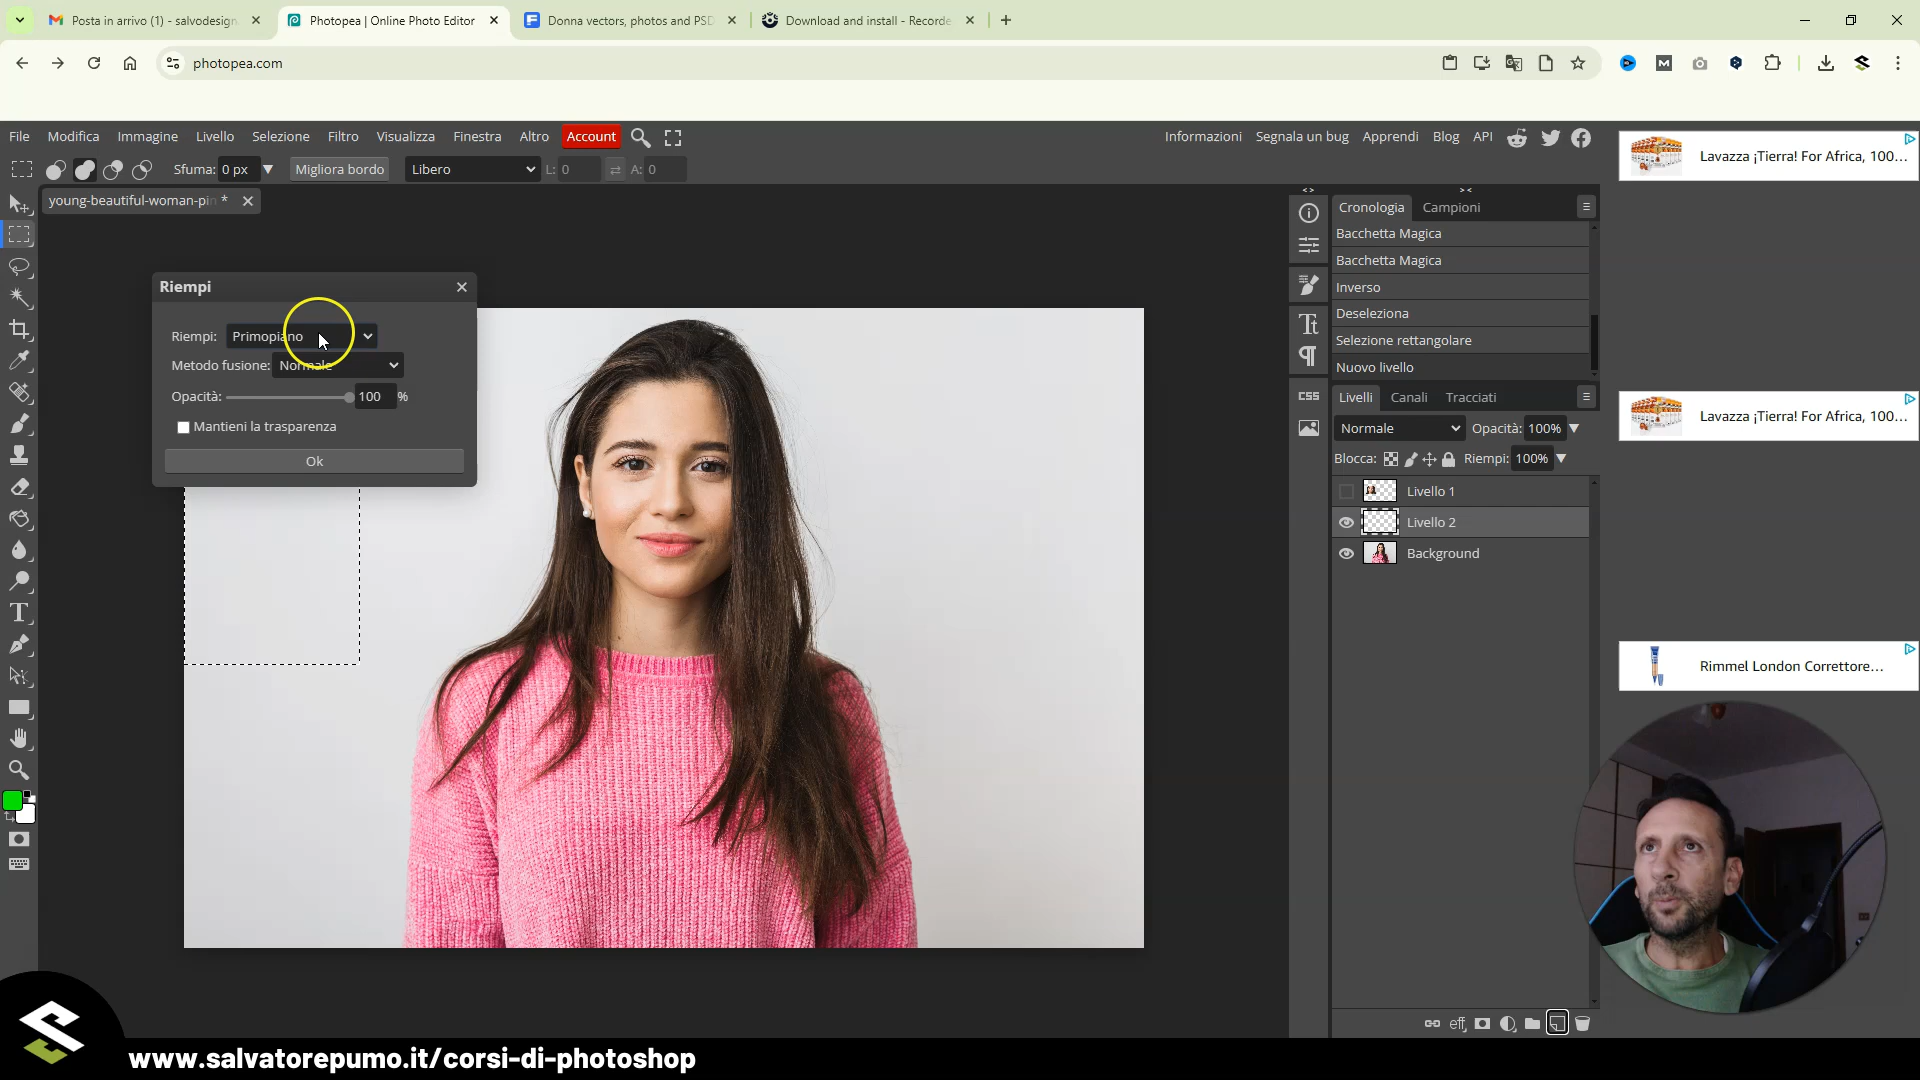 Posta in arrivo (1) - salvodesign
Photopea | Online Photo Editor
Donna vectors, photos and PSD
Download and install - Recorde
photopea.com
File Modifica Immagine Livello Selezione Filtro Visualizza Finestra Altro Account
Informazioni Segnala un bug Apprendi Blog API
Sfuma: 0 px Migliora bordo Libero L: 0 A: 0
young-beautiful-woman-pin *
Riempi
Riempi: Primopiano
Metodo fusione: Normale
Opacità: 100 %
Mantieni la trasparenza
Ok
Cronologia Campioni
Bacchetta Magica
Bacchetta Magica
Inverso
Deseleziona
Selezione rettangolare
Nuovo livello
CSS
Livelli Canali Tracciati
Normale Opacità: 100%
Blocca: Riempi: 100%
Livello 1
Livello 2
Background
eff
Lavazza ¡Tierra! For Africa, 100...
Lavazza ¡Tierra! For Africa, 100...
Rimmel London Correttore...
www.salvatorepumo.it/corsi-di-photoshop